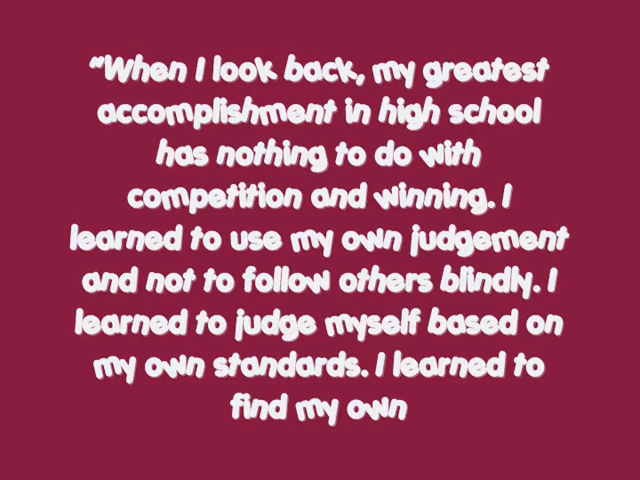 "When I look back, my greatest
accomplishment in high school
has nothing to do with
competition and winning. I
learned to use my own judgement
and not to follow others blindly. I
learned to judge myself based on
my own standards. I learned to
find my own